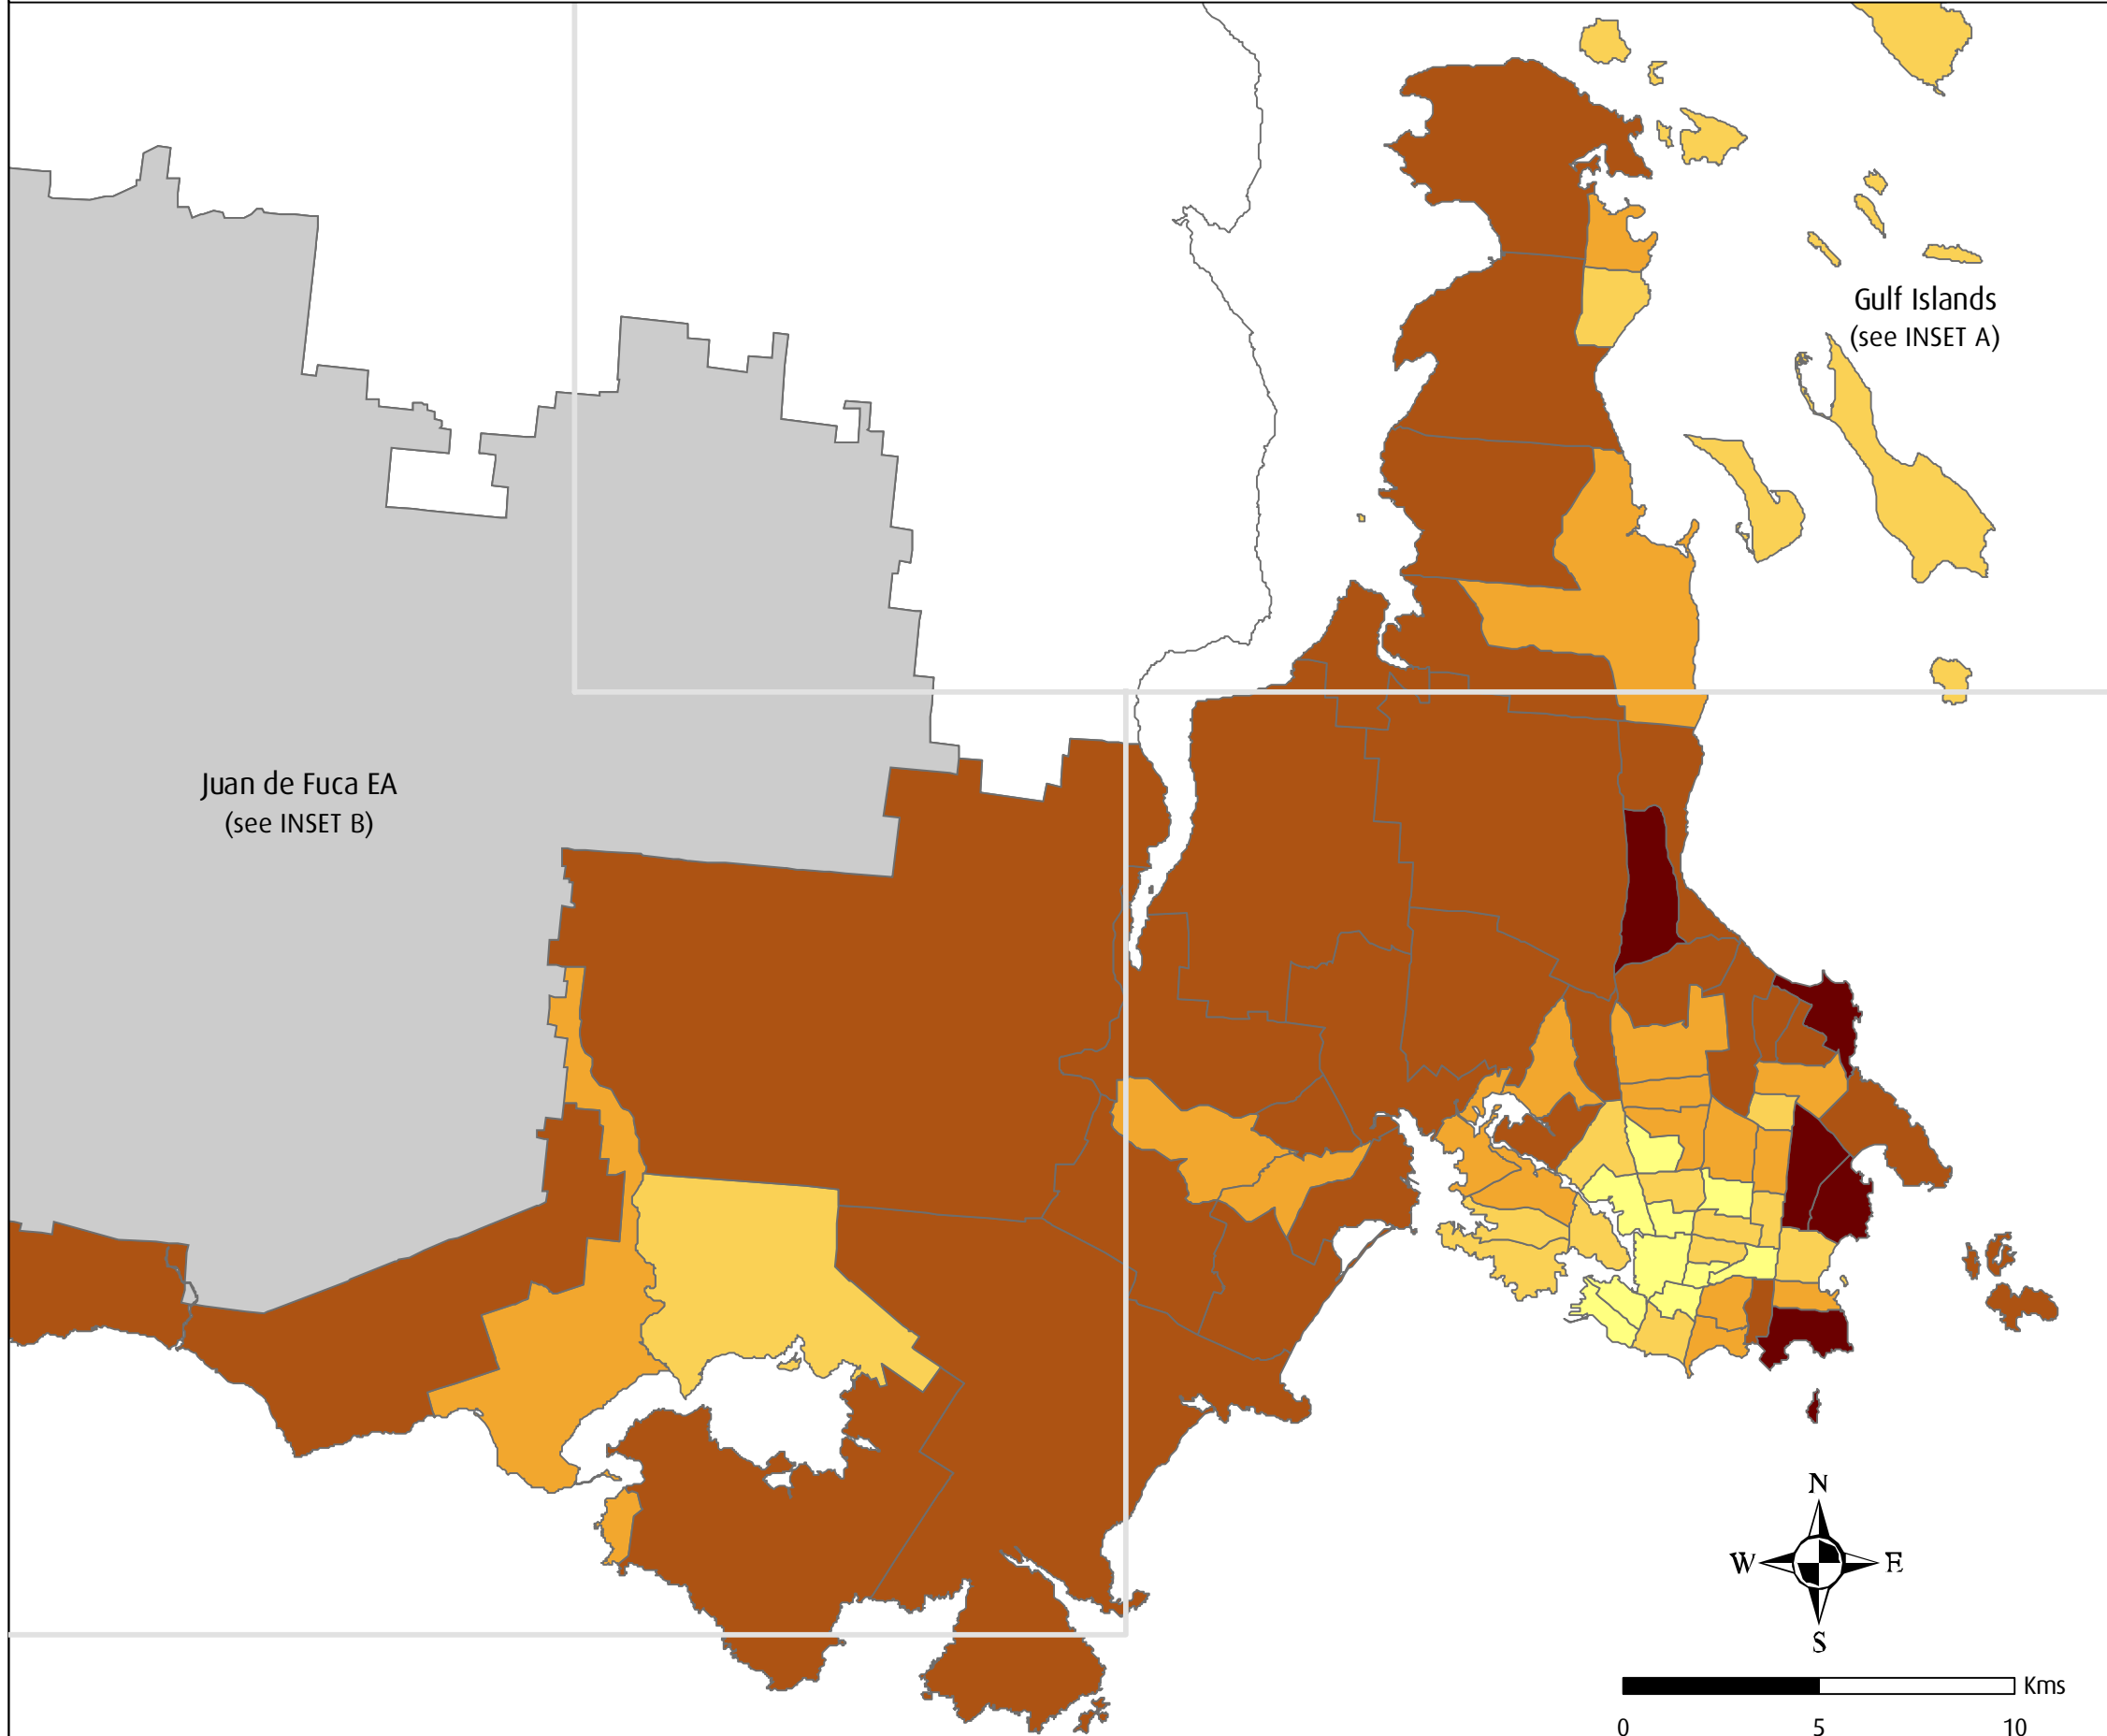 Gulf Islands
(see INSET A)
Juan de Fuca EA
(see INSET B)
N
W
E
S
Kms
0
5
10